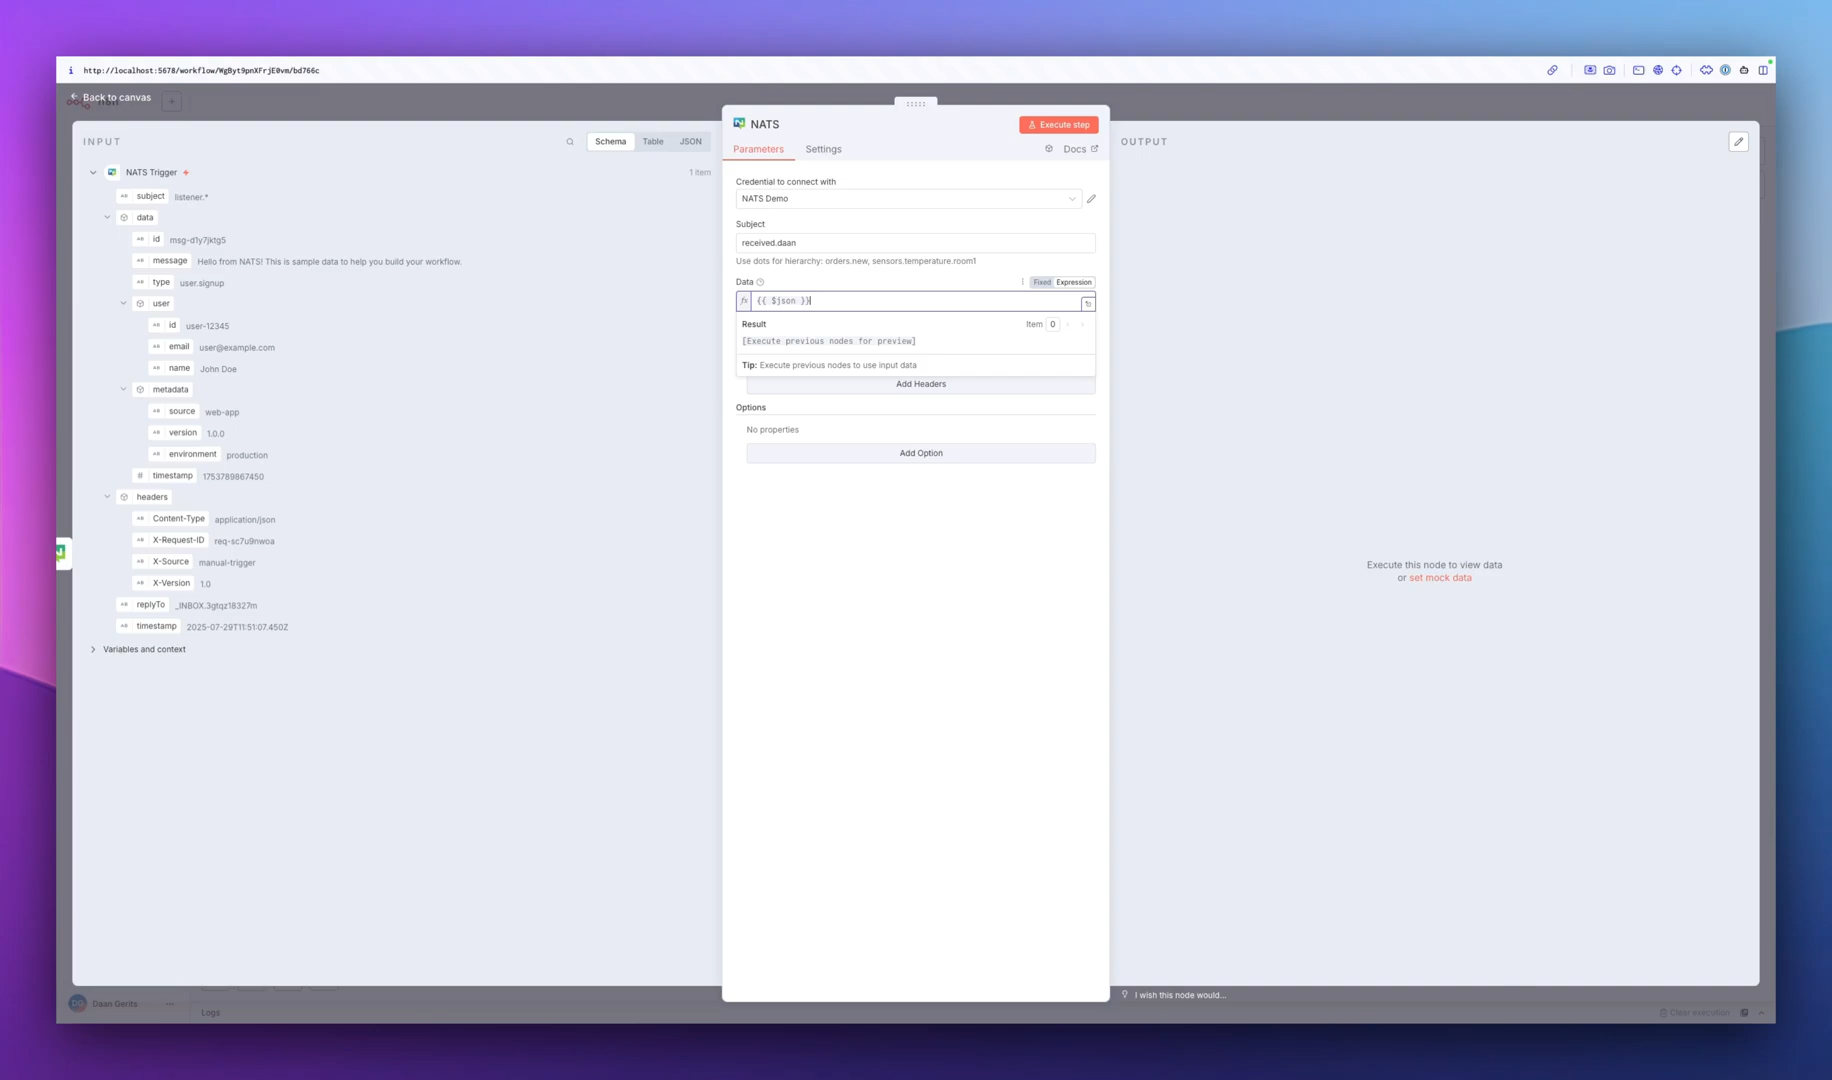 i http://localhost:5678/workflow/WgByt9pnXFrjE0vm/bd766c
Back to canvas
INPUT
Schema Table JSON
NATS Trigger 1 item
subject listener.*
data
id msg-d1y7jktg5
message Hello from NATS! This is sample data to help you build your workflow.
type user.signup
user
id user-12345
email user@example.com
name John Doe
metadata
source web-app
version 1.0.0
environment production
# timestamp 1753789867450
headers
Content-Type application/json
X-Request-ID req-sc7u9nwoa
X-Source manual-trigger
X-Version 1.0
replyTo _INBOX.3gtqz18327m
timestamp 2025-07-29T11:51:07.450Z
Variables and context
NATS
Execute step
Parameters Settings Docs
Credential to connect with
NATS Demo
Subject
received.daan
Use dots for hierarchy: orders.new, sensors.temperature.room1
Data Fixed Expression
fx {{ $json }}
Result Item 0
[Execute previous nodes for preview]
Tip: Execute previous nodes to use input data
Add Headers
Options
No properties
Add Option
OUTPUT
Execute this node to view data
or set mock data
I wish this node would...
DG Daan Gerits
Logs
Clear execution